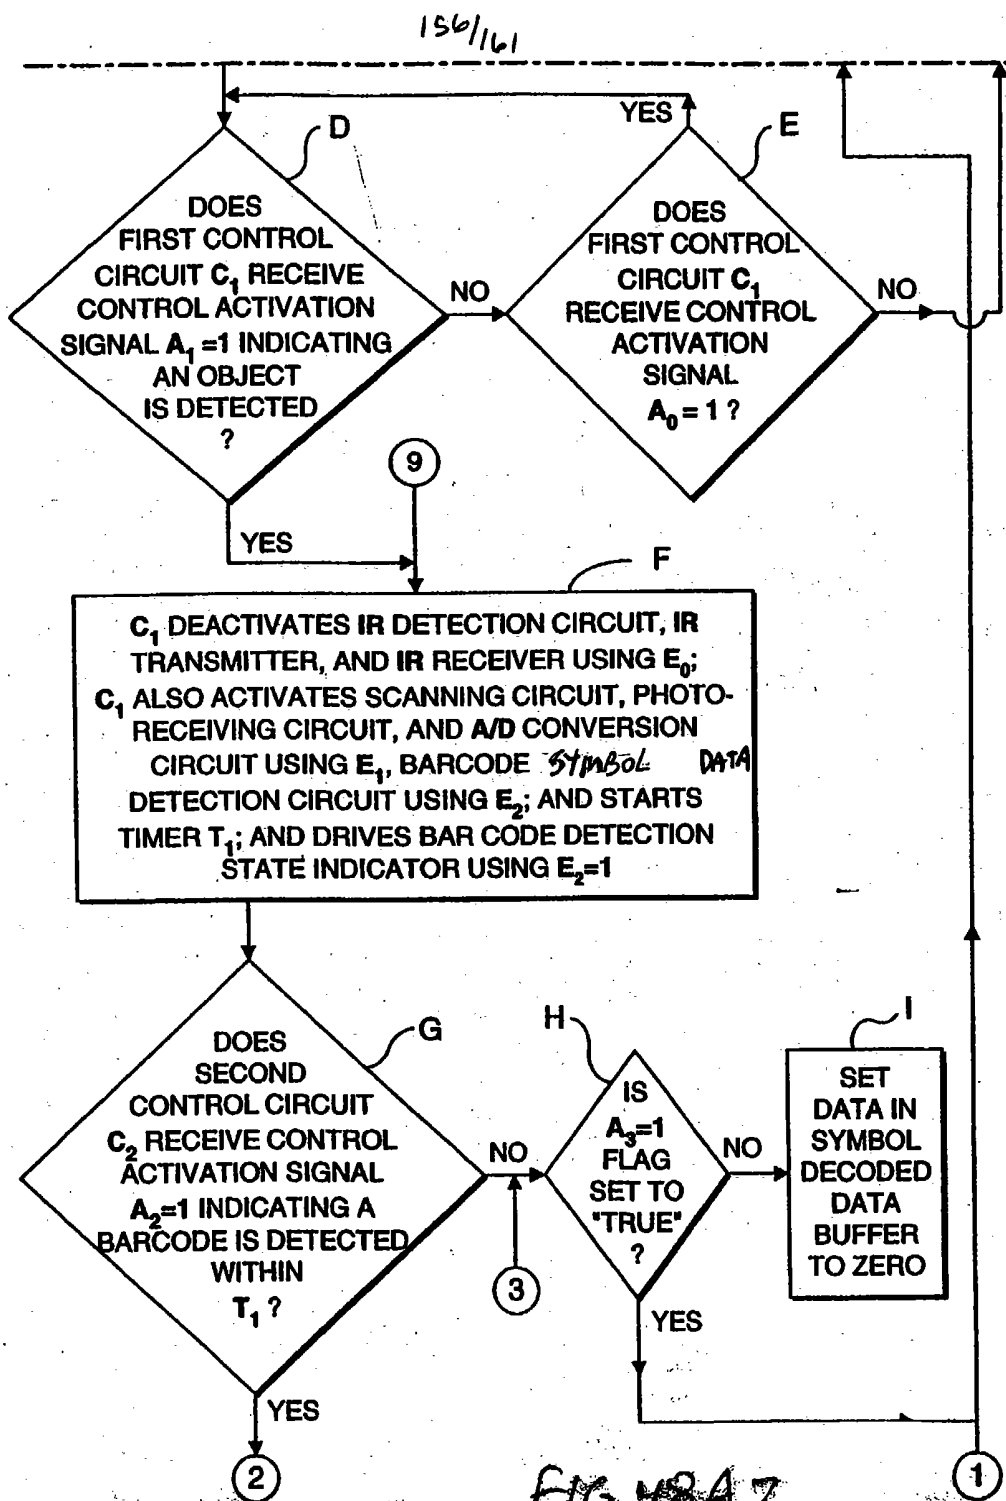 156/161
YES
D
E
DOES
FIRST CONTROL
CIRCUIT C₁ RECEIVE
CONTROL ACTIVATION
SIGNAL A₁ =1 INDICATING
AN OBJECT
IS DETECTED
?
NO
DOES
FIRST CONTROL
CIRCUIT C₁
RECEIVE CONTROL
ACTIVATION
SIGNAL
A₀ = 1 ?
NO
9
YES
F
C₁ DEACTIVATES IR DETECTION CIRCUIT, IR
TRANSMITTER, AND IR RECEIVER USING E₀;
C₁ ALSO ACTIVATES SCANNING CIRCUIT, PHOTO-
RECEIVING CIRCUIT, AND A/D CONVERSION
CIRCUIT USING E₁, BARCODE SYMBOL DATA
DETECTION CIRCUIT USING E₂; AND STARTS
TIMER T₁; AND DRIVES BAR CODE DETECTION
STATE INDICATOR USING E₂=1
G
DOES
SECOND
CONTROL CIRCUIT
C₂ RECEIVE CONTROL
ACTIVATION SIGNAL
A₂=1 INDICATING A
BARCODE IS DETECTED
WITHIN
T₁ ?
NO
3
H
IS
A₃=1
FLAG
SET TO
"TRUE"
?
NO
I
SET
DATA IN
SYMBOL
DECODED
DATA
BUFFER
TO ZERO
YES
YES
2
1
FIG.